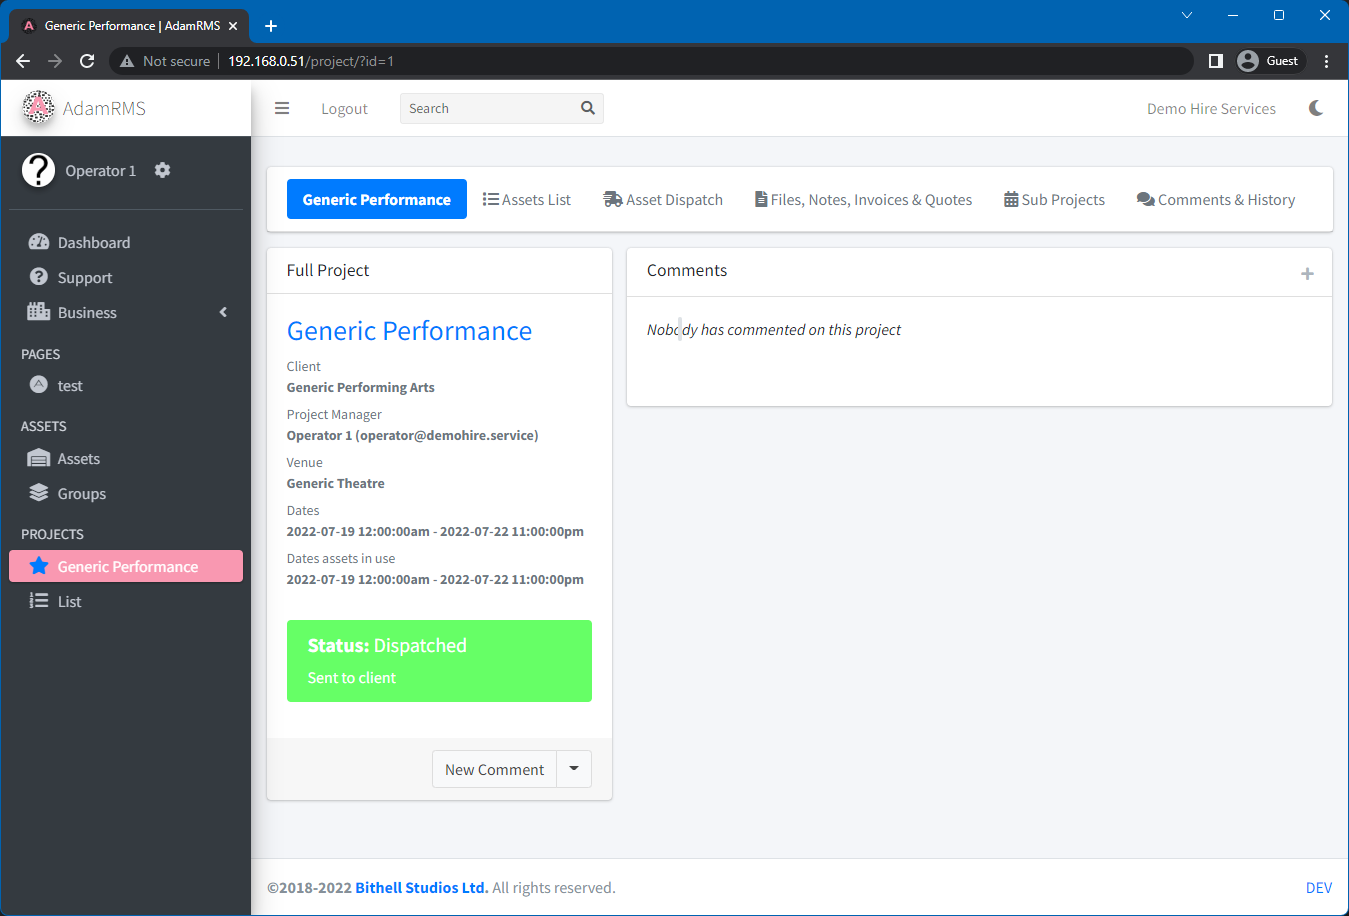 Generic Performance | AdamRMS
Not secure
192.168.0.51/project/?id=1
Guest
AdamRMS
Logout
Search
Demo Hire Services
Operator 1
Dashboard
Support
Business
PAGES
test
ASSETS
Assets
Groups
PROJECTS
Generic Performance
List
Generic Performance
Assets List
Asset Dispatch
Files, Notes, Invoices & Quotes
Sub Projects
Comments & History
Full Project
Generic Performance
Client
Generic Performing Arts
Project Manager
Operator 1 (operator@demohire.service)
Venue
Generic Theatre
Dates
2022-07-19 12:00:00am - 2022-07-22 11:00:00pm
Dates assets in use
2022-07-19 12:00:00am - 2022-07-22 11:00:00pm
Status: Dispatched
Sent to client
New Comment
Comments
Nobody has commented on this project
©2018-2022 Bithell Studios Ltd. All rights reserved.
DEV